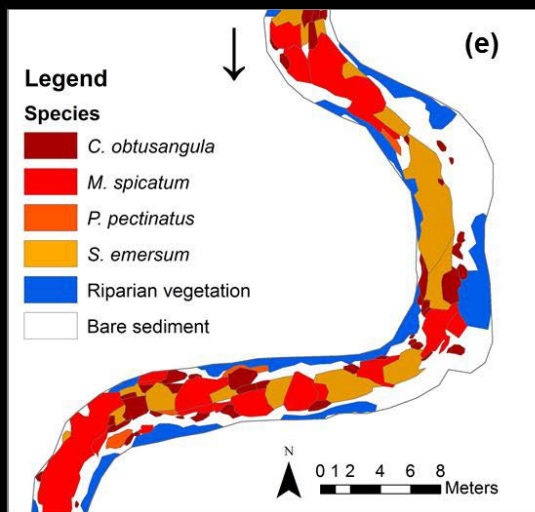 (e)
Legend
Species
C. obtusangula
M. spicatum
P. pectinatus
S. emersum
Riparian vegetation
Bare sediment
N
0 1 2 4 6 8
Meters